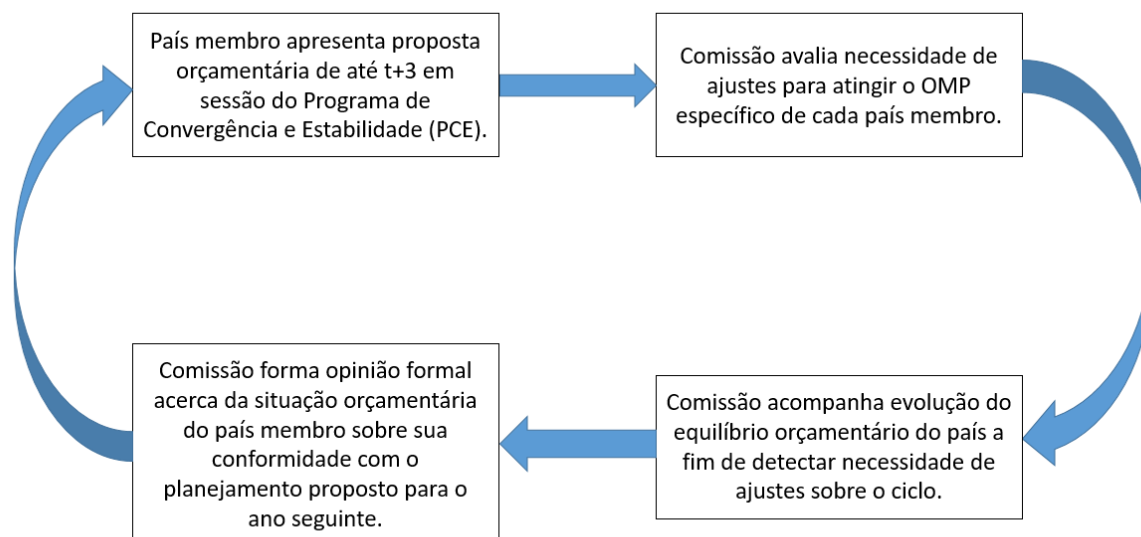 País membro apresenta proposta
orçamentária de até t+3 em
sessão do Programa de
Convergência e Estabilidade (PCE).
Comissão avalia necessidade de
ajustes para atingir o OMP
específico de cada país membro.
Comissão acompanha evolução do
equilíbrio orçamentário do país a
fim de detectar necessidade de
ajustes sobre o ciclo.
Comissão forma opinião formal
acerca da situação orçamentária
do país membro sobre sua
conformidade com o
planejamento proposto para o
ano seguinte.